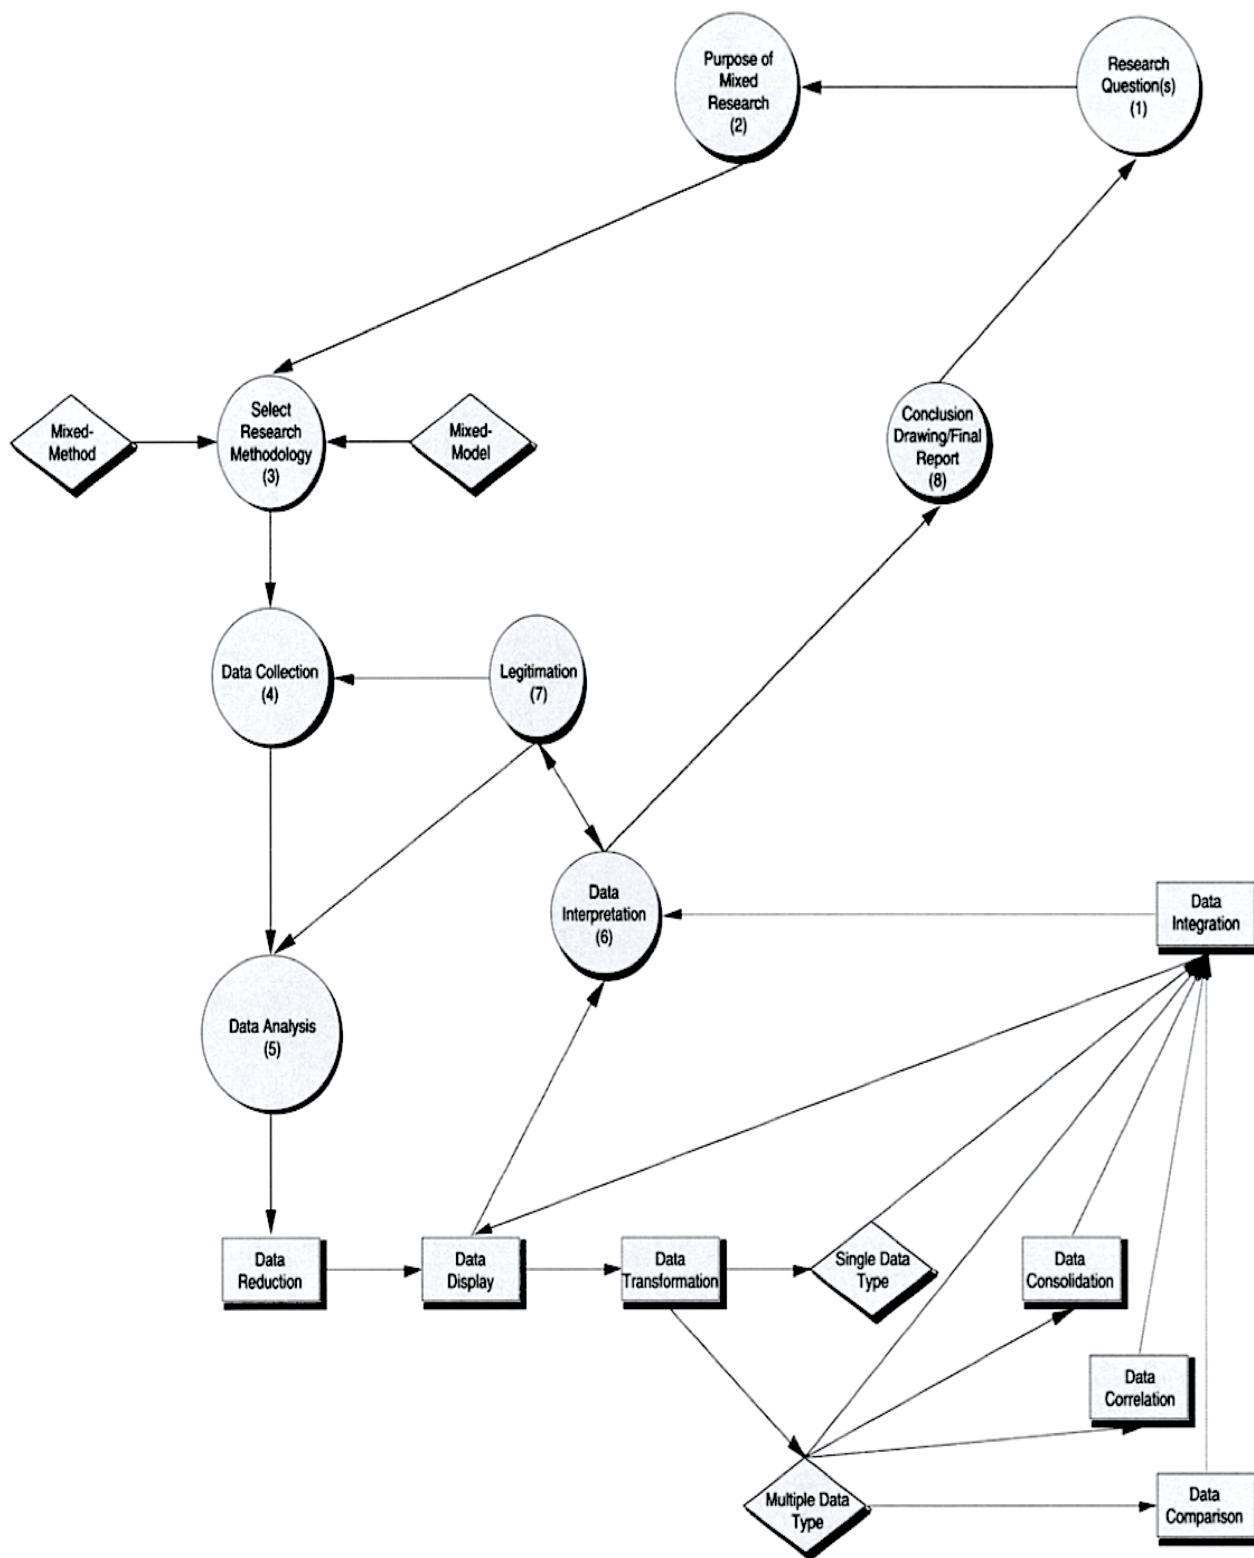 Purpose of
Mixed
Research
(2)
Research
Question(s)
(1)
Mixed-
Method
Select
Research
Methodology
(3)
Mixed-
Model
Conclusion
Drawing/Final
Report
(8)
Data Collection
(4)
Legitimation
(7)
Data
Interpretation
(6)
Data
Integration
Data Analysis
(5)
Data
Reduction
Data
Display
Data
Transformation
Single Data
Type
Data
Consolidation
Data
Correlation
Multiple Data
Type
Data
Comparison